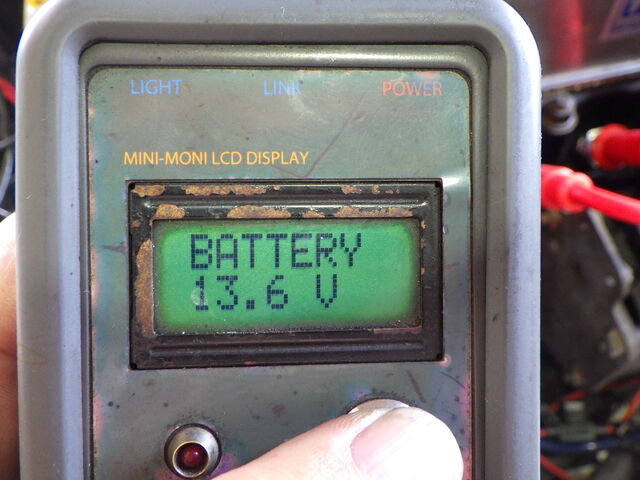 LIGHT LINK POWER
MINI-MONI LCD DISPLAY
BATTERY
13.6 V